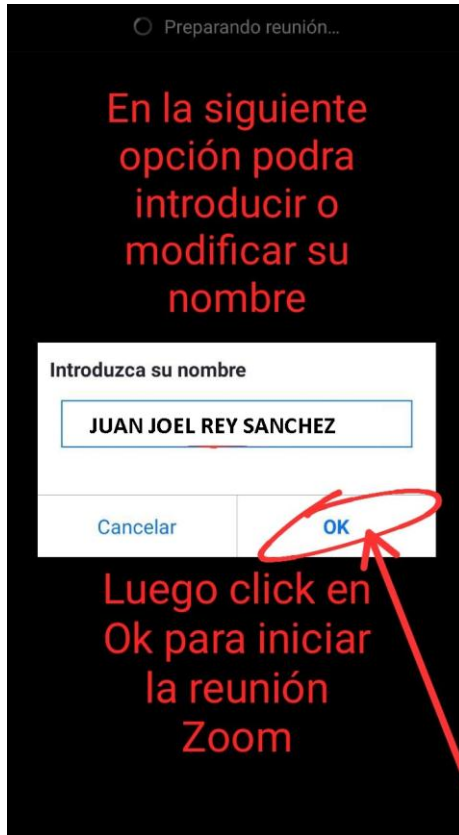 Preparando reunión...
En la siguiente
opción podra
introducir o
modificar su
nombre
Introduzca su nombre
JUAN JOEL REY SANCHEZ
Cancelar OK
Luego click en
Ok para iniciar
la reunión
Zoom